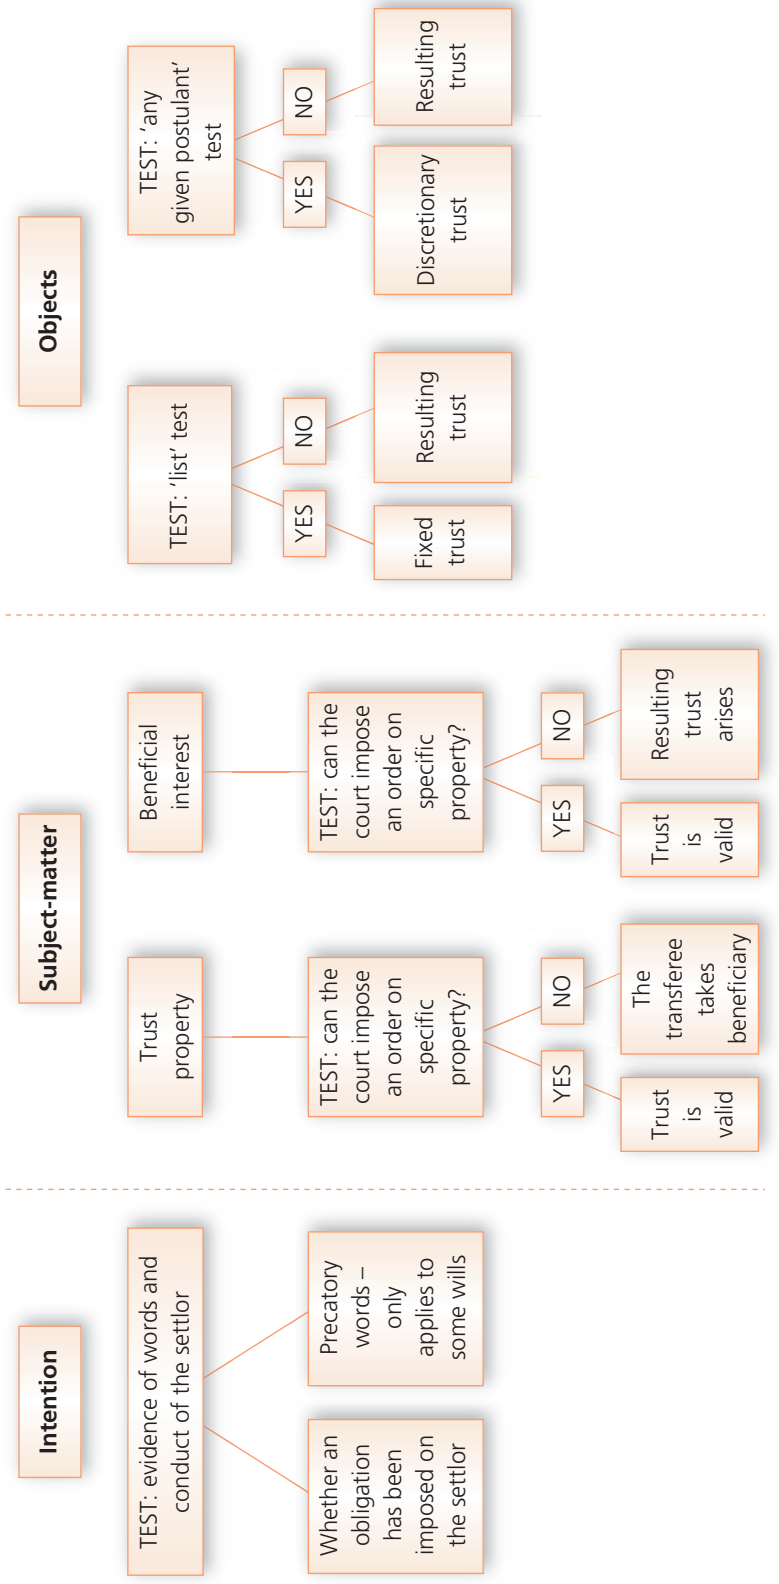 Intention
TEST: evidence of words and
conduct of the settlor
Whether an
obligation
has been
imposed on
the settlor
Precatory
words –
only
applies to
some wills
Subject-matter
Trust
property
TEST: can the
court impose
an order on
specific
property?
YES
NO
Trust
is
valid
The
transferee
takes
beneficiary
Beneficial
interest
TEST: can the
court impose
an order on
specific
property?
YES
NO
Trust
is
valid
Resulting
trust
arises
Objects
TEST: ‘list’ test
YES
NO
Fixed
trust
Resulting
trust
TEST: ‘any
given postulant’
test
YES
NO
Discretionary
trust
Resulting
trust